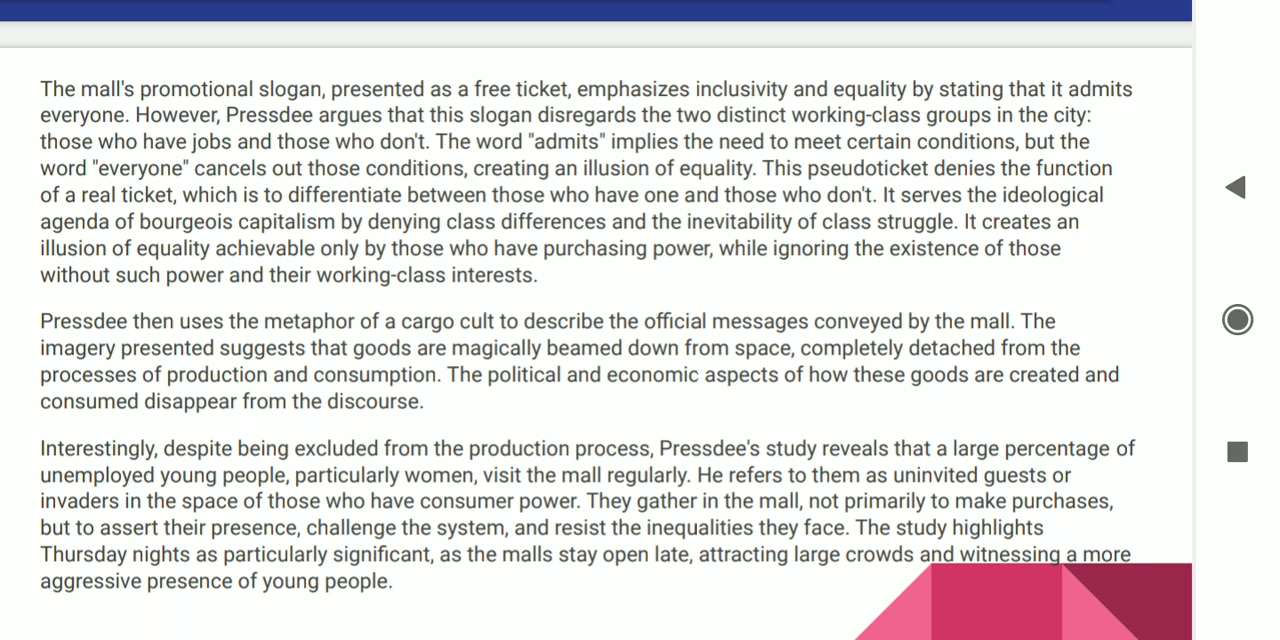 The mall's promotional slogan, presented as a free ticket, emphasizes inclusivity and equality by stating that it admits
everyone. However, Pressdee argues that this slogan disregards the two distinct working-class groups in the city:
those who have jobs and those who don't. The word "admits" implies the need to meet certain conditions, but the
word "everyone" cancels out those conditions, creating an illusion of equality. This pseudoticket denies the function
of a real ticket, which is to differentiate between those who have one and those who don't. It serves the ideological
agenda of bourgeois capitalism by denying class differences and the inevitability of class struggle. It creates an
illusion of equality achievable only by those who have purchasing power, while ignoring the existence of those
without such power and their working-class interests.
Pressdee then uses the metaphor of a cargo cult to describe the official messages conveyed by the mall. The
imagery presented suggests that goods are magically beamed down from space, completely detached from the
processes of production and consumption. The political and economic aspects of how these goods are created and
consumed disappear from the discourse.
Interestingly, despite being excluded from the production process, Pressdee's study reveals that a large percentage of
unemployed young people, particularly women, visit the mall regularly. He refers to them as uninvited guests or
invaders in the space of those who have consumer power. They gather in the mall, not primarily to make purchases,
but to assert their presence, challenge the system, and resist the inequalities they face. The study highlights
Thursday nights as particularly significant, as the malls stay open late, attracting large crowds and witnessing a more
aggressive presence of young people.